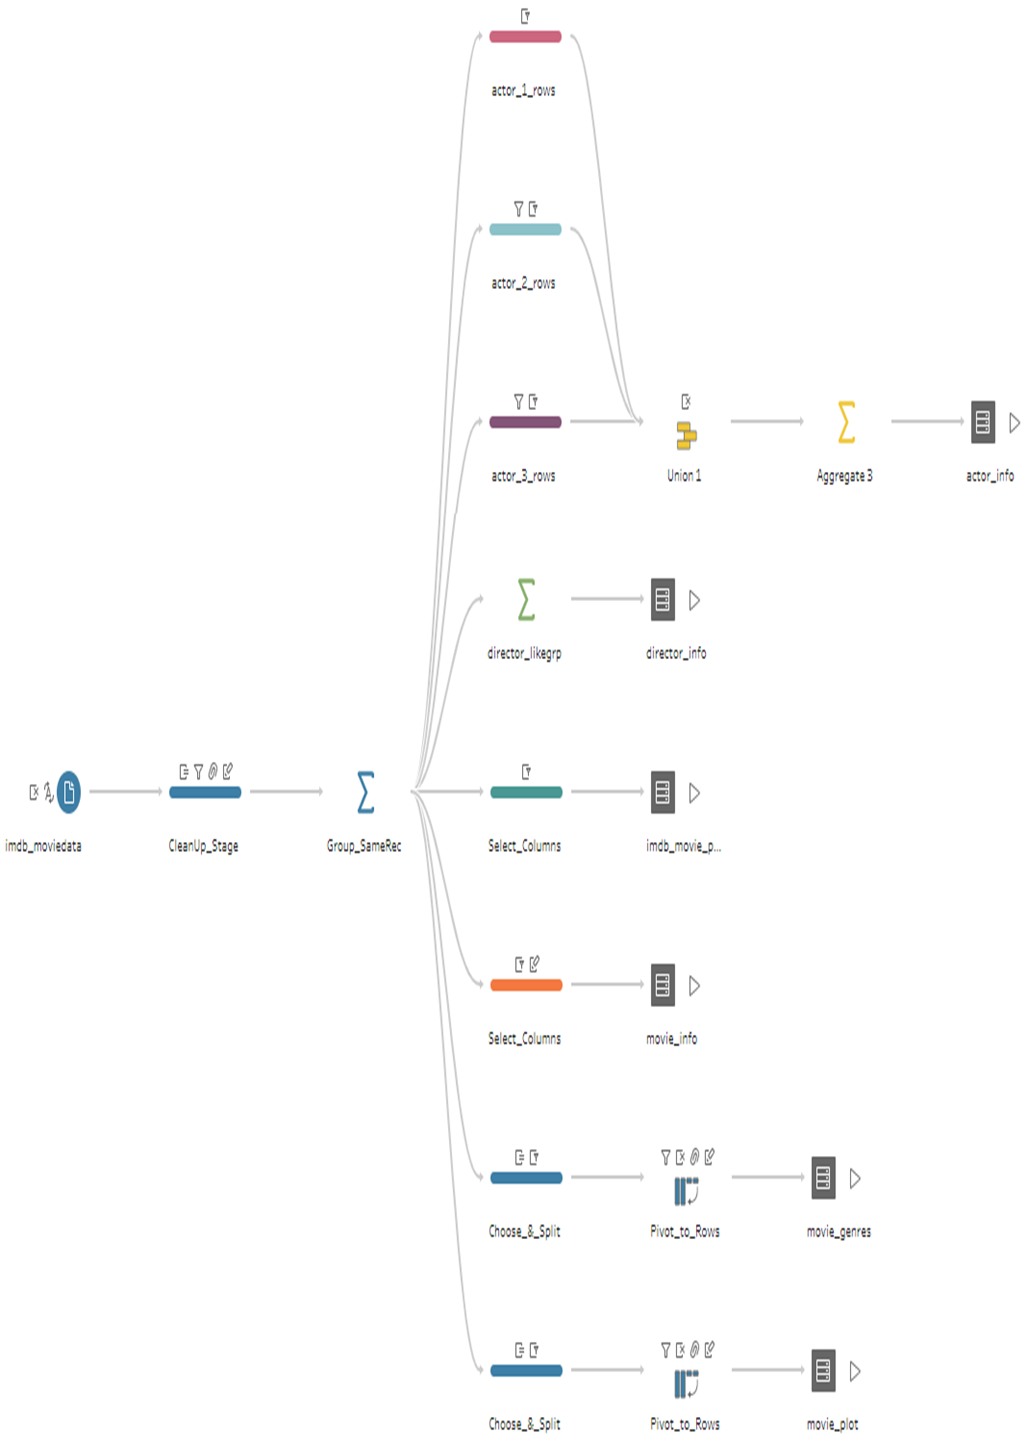 actor_1_rows
actor_2_rows
actor_3_rows
Union 1
Aggregate 3
actor_info
director_likegrp
director_info
imdb_moviedata
CleanUp_Stage
Group_SameRec
Select_Columns
imdb_movie_p...
Select_Columns
movie_info
Choose_&_Split
Pivot_to_Rows
movie_genres
Choose_&_Split
Pivot_to_Rows
movie_plot